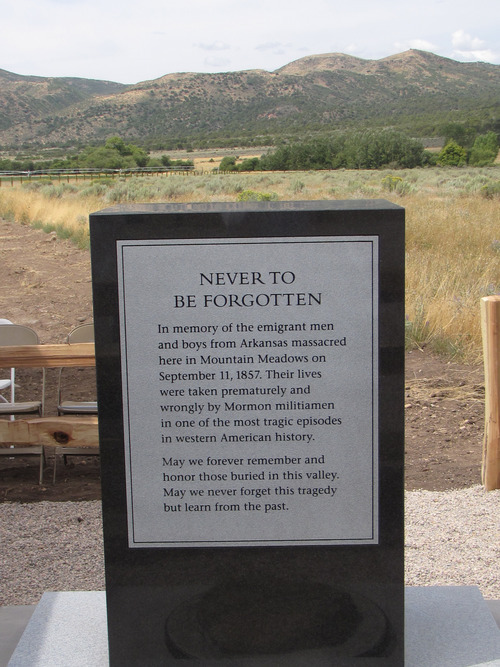 NEVER TO
BE FORGOTTEN
In memory of the emigrant men
and boys from Arkansas massacred
here in Mountain Meadows on
September 11, 1857. Their lives
were taken prematurely and
wrongly by Mormon militiamen
in one of the most tragic episodes
in western American history.
May we forever remember and
honor those buried in this valley.
May we never forget this tragedy
but learn from the past.